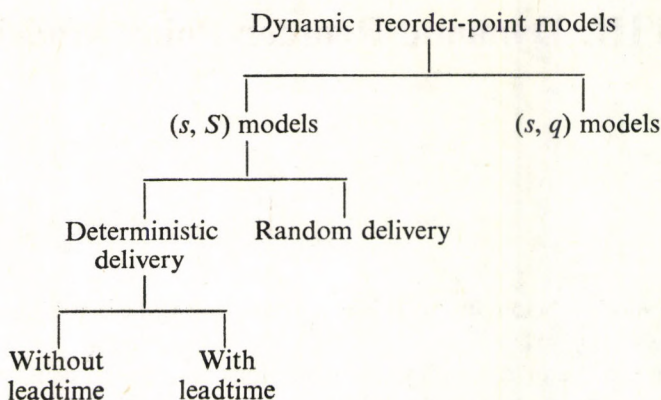 Dynamic reorder-point models
(s, S) models
(s, q) models
Deterministic
delivery
Random delivery
Without
leadtime
With
leadtime